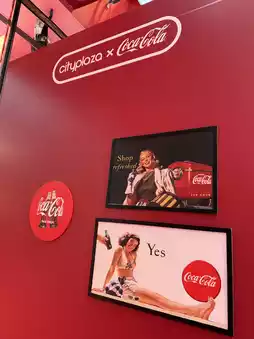 cityplaza × Coca-Cola
Shop
refreshed
Coca-Cola
Coca-Cola
Yes
Coca-Cola